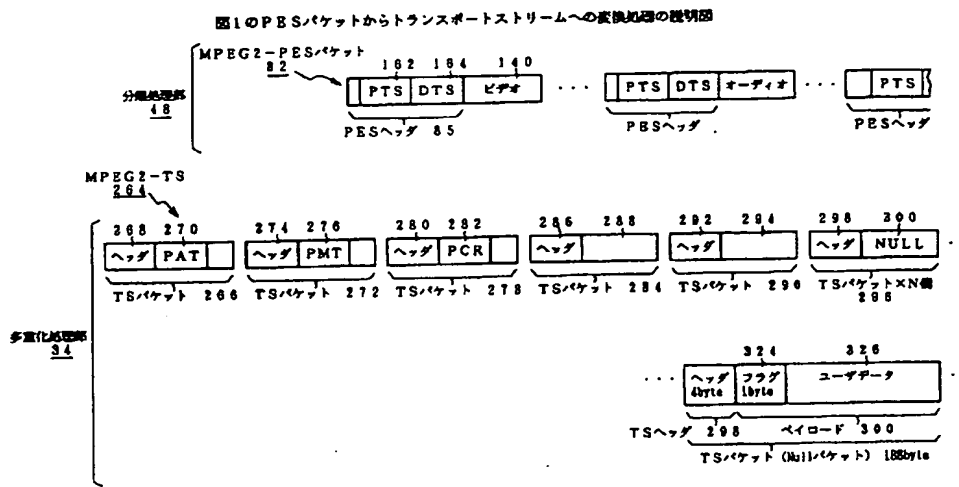 図1のPESパケットからトランスポートストリームへの変換処理の説明図
MPEG2-PESパケット
82
162 164 140
PTS DTS ビデオ ・・・ PTS DTS オーディオ ・・・ PTS
分離処理部
48
PESヘッダ 85 PESヘッダ PESヘッダ
MPEG2-TS
264
268 270 274 276 280 282 286 288 292 294 298 300
ヘッダ PAT ヘッダ PMT ヘッダ PCR ヘッダ ヘッダ ヘッダ NULL
TSパケット 266 TSパケット 272 TSパケット 278 TSパケット 284 TSパケット 290 TSパケット×N個
296
多重化処理部
34
324 326
・・・ ヘッダ フラグ ユーザデータ
4byte 1byte
TSヘッダ 298 ペイロード 300
TSパケット (Nullパケット) 188byte